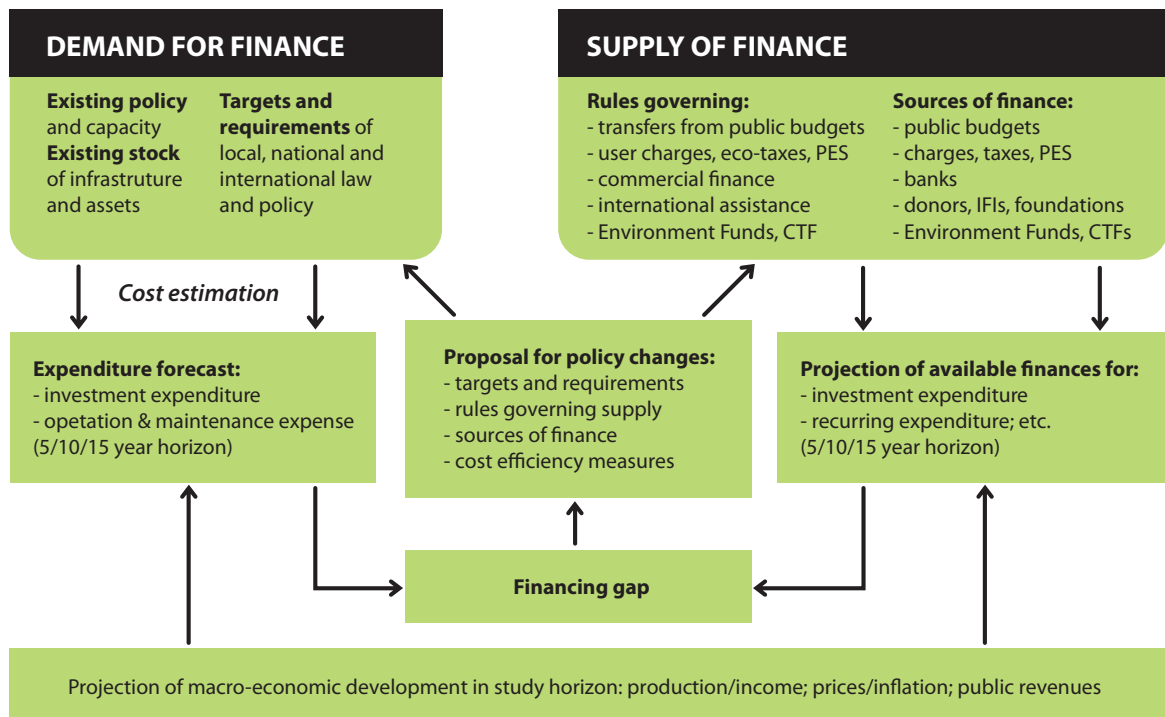 DEMAND FOR FINANCE
Existing policy
and capacity
Existing stock
of infrastruture
and assets
Targets and
requirements of
local, national and
international law
and policy
SUPPLY OF FINANCE
Rules governing:
- transfers from public budgets
- user charges, eco-taxes, PES
- commercial finance
- international assistance
- Environment Funds, CTF
Sources of finance:
- public budgets
- charges, taxes, PES
- banks
- donors, IFIs, foundations
- Environment Funds, CTFs
Cost estimation
Expenditure forecast:
- investment expenditure
- opetation & maintenance expense
(5/10/15 year horizon)
Proposal for policy changes:
- targets and requirements
- rules governing supply
- sources of finance
- cost efficiency measures
Projection of available finances for:
- investment expenditure
- recurring expenditure; etc.
(5/10/15 year horizon)
Financing gap
Projection of macro-economic development in study horizon: production/income; prices/inflation; public revenues